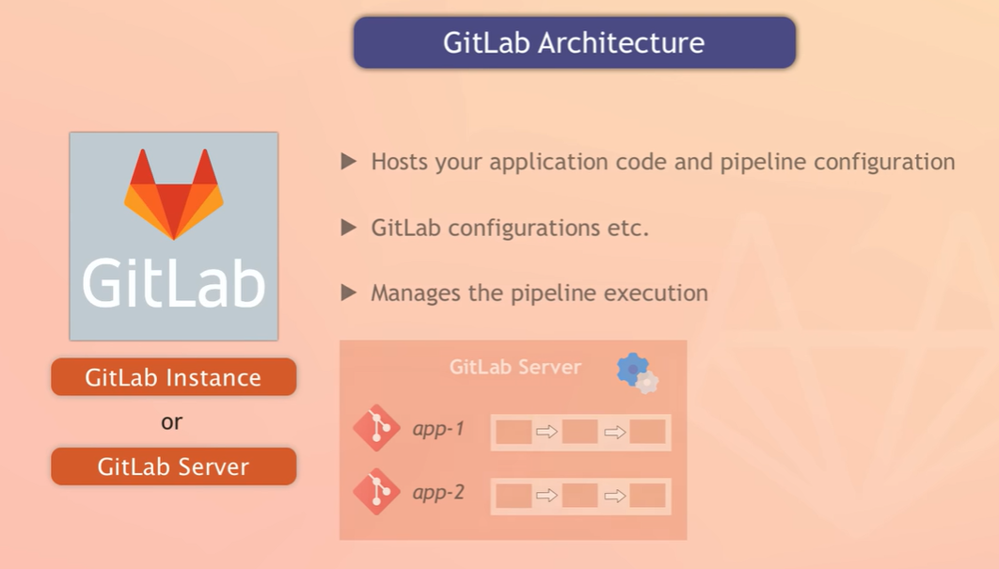 GitLab Architecture
GitLab
GitLab Instance
or
GitLab Server
Hosts your application code and pipeline configuration
GitLab configurations etc.
Manages the pipeline execution
GitLab Server
app-1
app-2